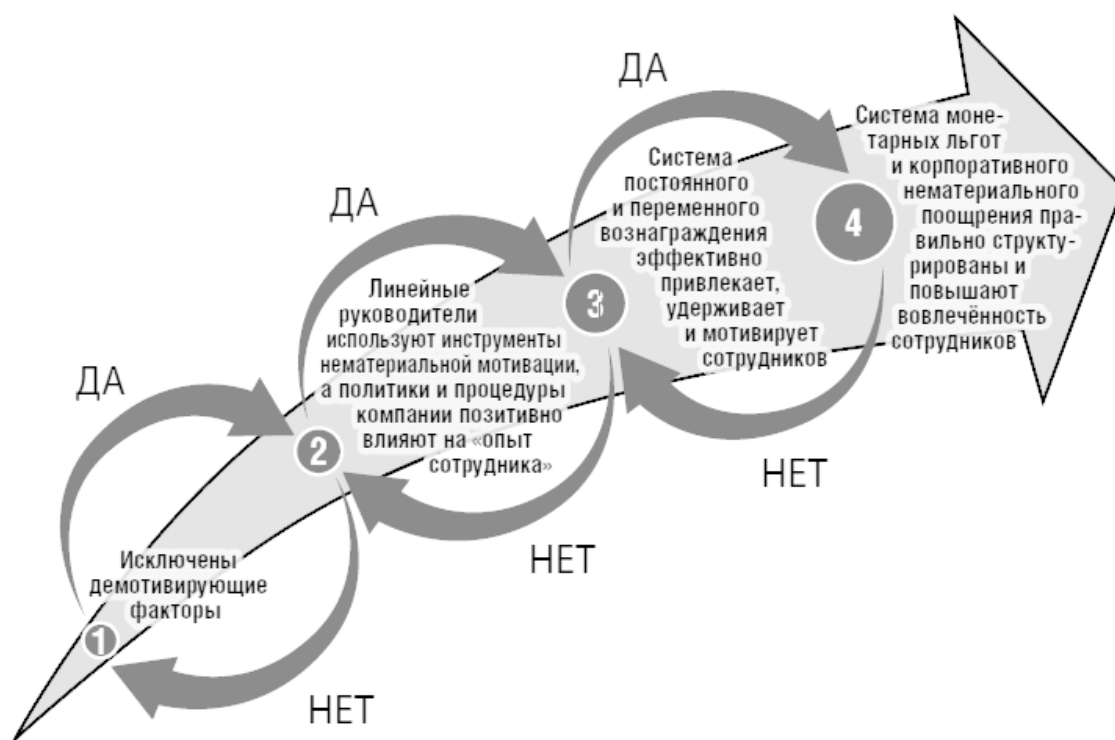 1
Исключены
демотивирующие
факторы
ДА
НЕТ
2
Линейные
руководители
используют инструменты
нематериальной мотивации,
а политики и процедуры
компании позитивно
влияют на «опыт
сотрудника»
ДА
НЕТ
3
Система
постоянного
и переменного
вознаграждения
эффективно
привлекает,
удерживает
и мотивирует
сотрудников
ДА
НЕТ
4
Система моне-
тарных льгот
и корпоративного
нематериального
поощрения пра-
вильно структу-
рированы и
повышают
вовлечённость
сотрудников